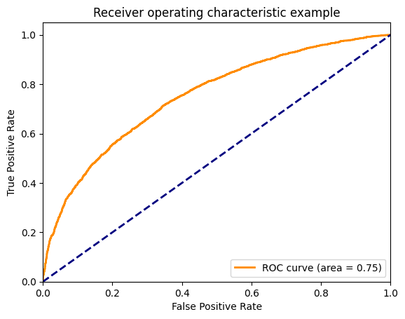 Receiver operating characteristic example
True Positive Rate
1.0
0.8
0.6
0.4
0.2
0.0
ROC curve (area = 0.75)
0.0 0.2 0.4 0.6 0.8 1.0
False Positive Rate